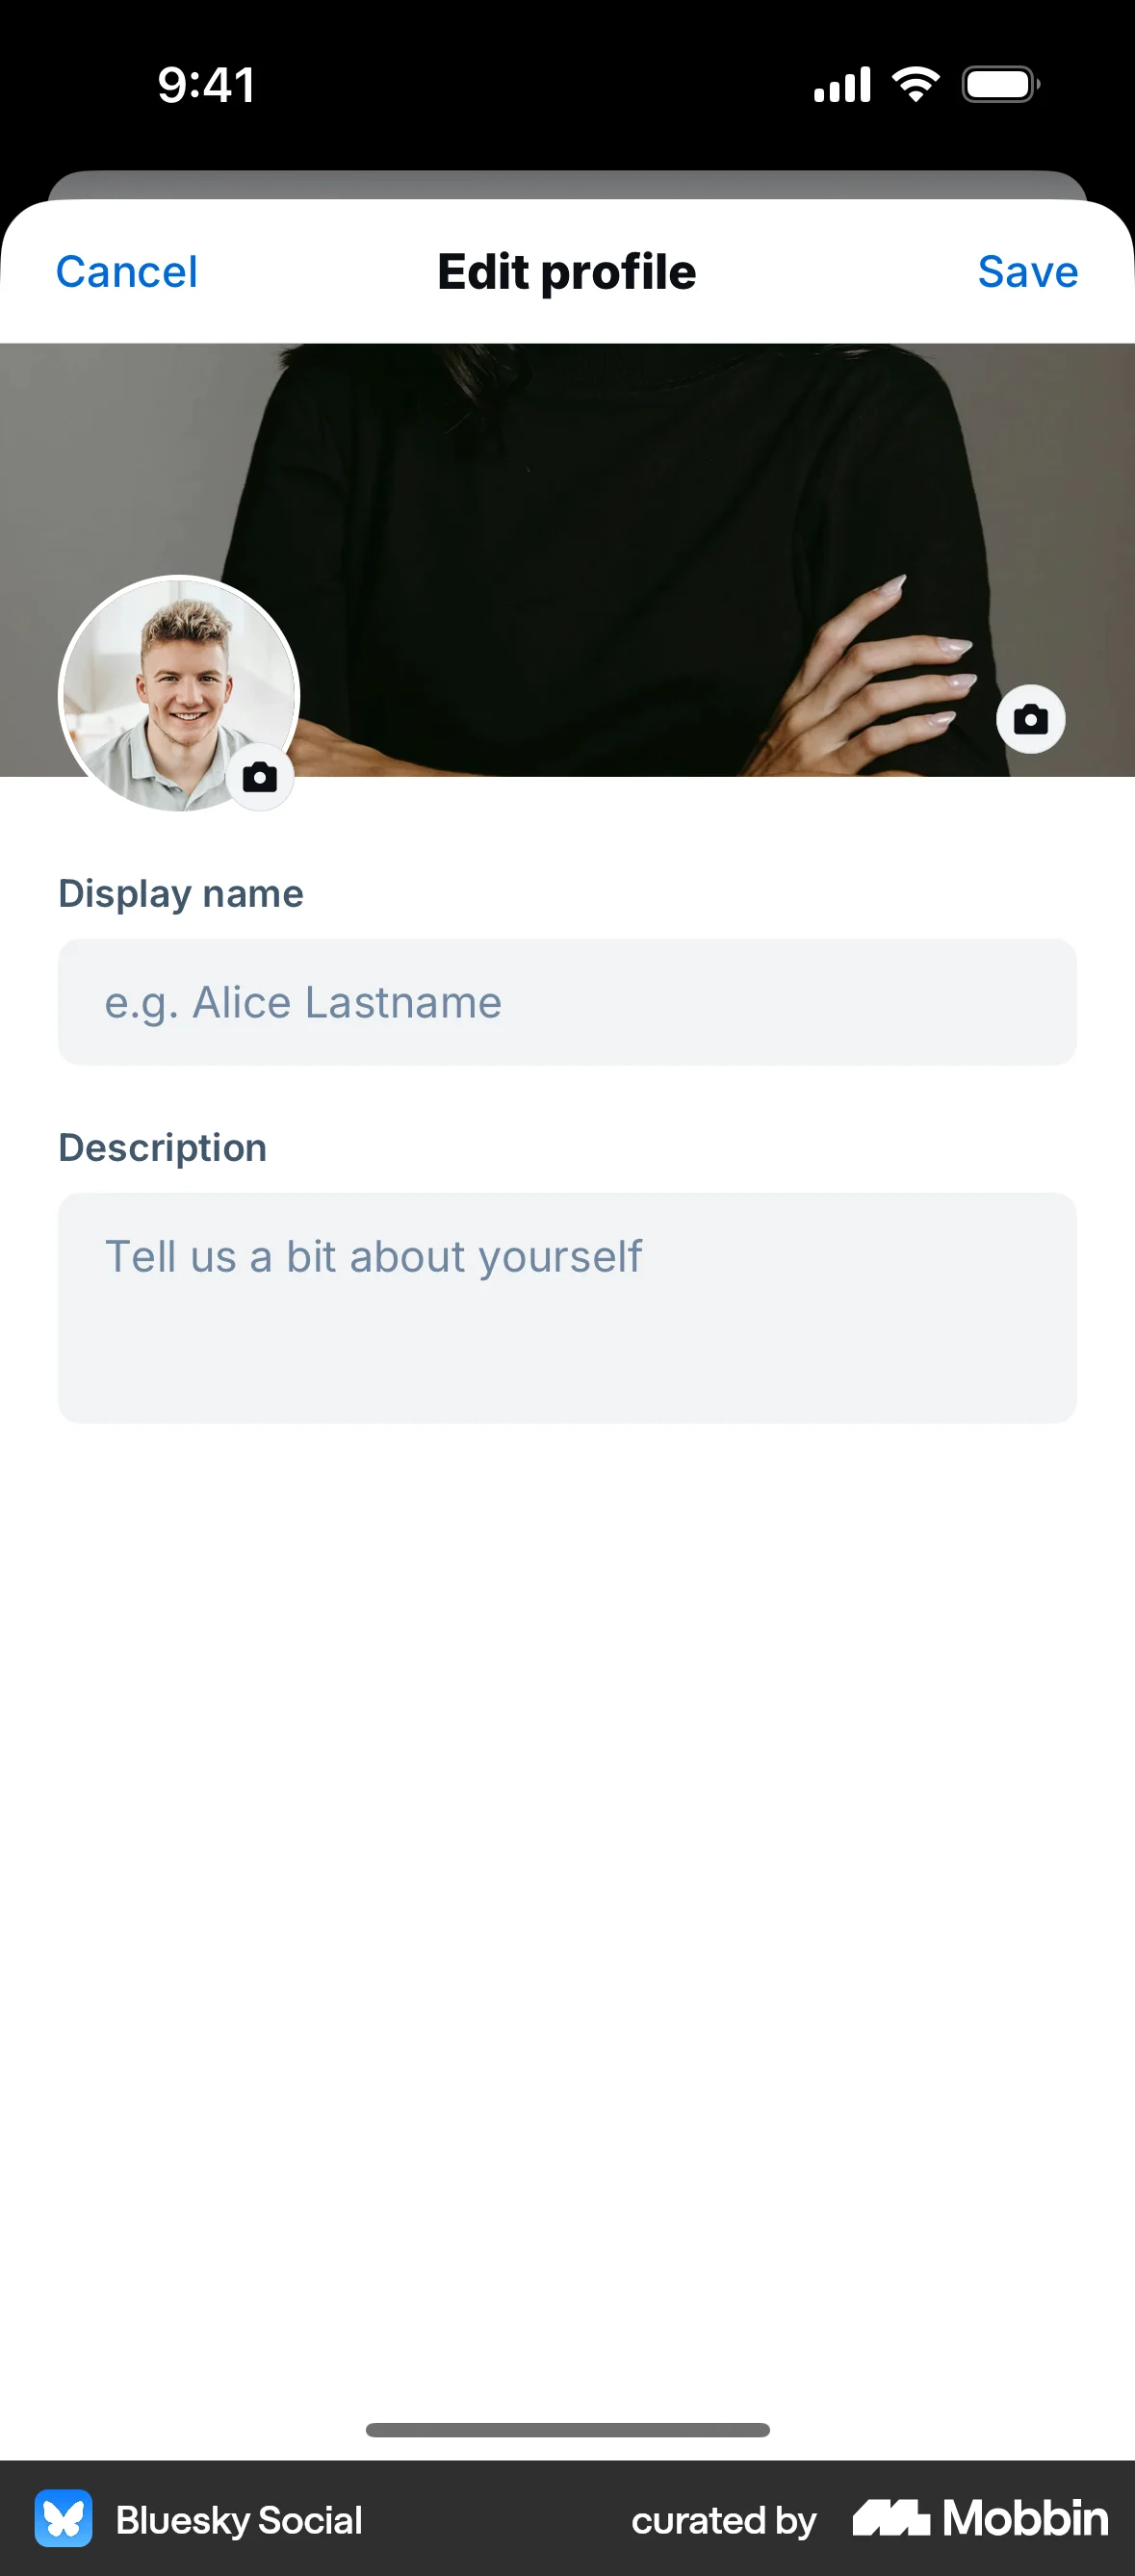 9:41
Cancel Edit profile Save
Display name
e.g. Alice Lastname
Description
Tell us a bit about yourself
Bluesky Social curated by Mobbin